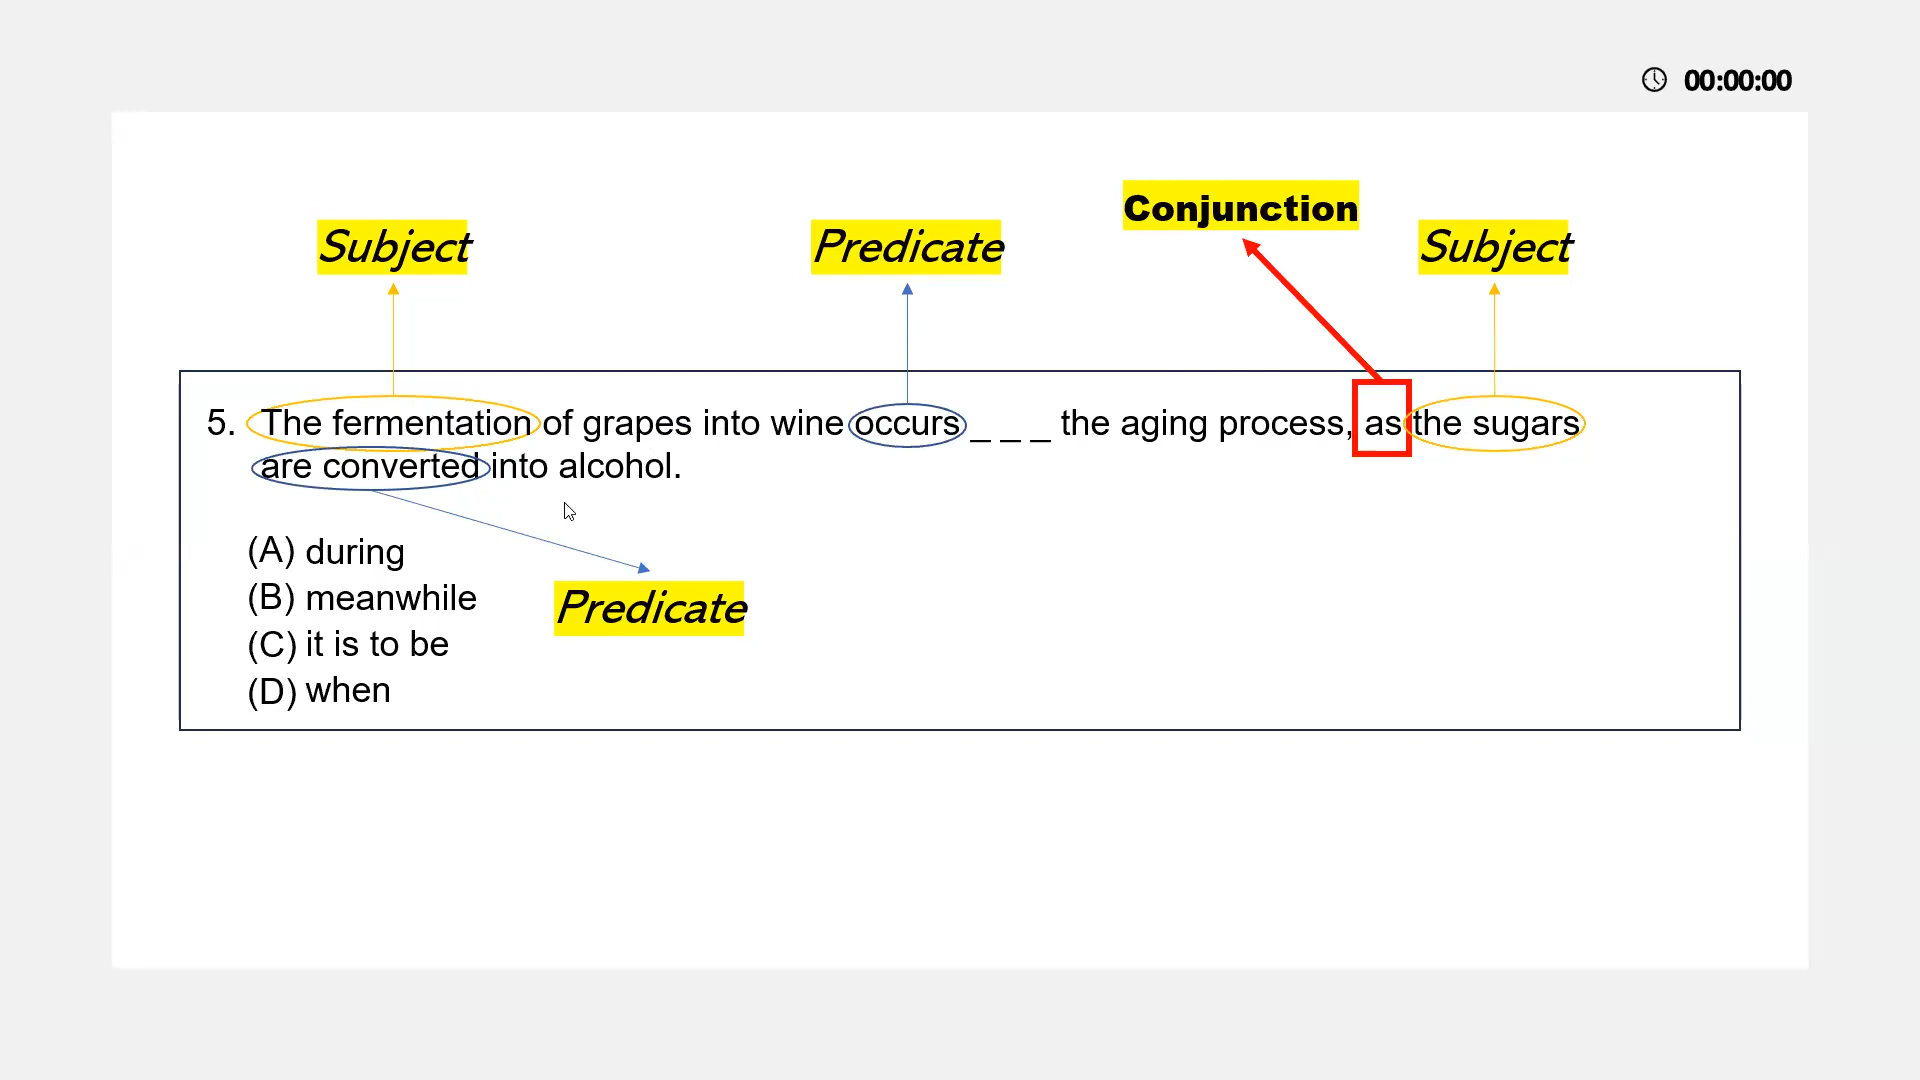 00:00:00
Conjunction
Subject Predicate Subject
5. The fermentation of grapes into wine occurs _ _ _ the aging process, as the sugars
are converted into alcohol.
(A) during
(B) meanwhile
Predicate
(C) it is to be
(D) when